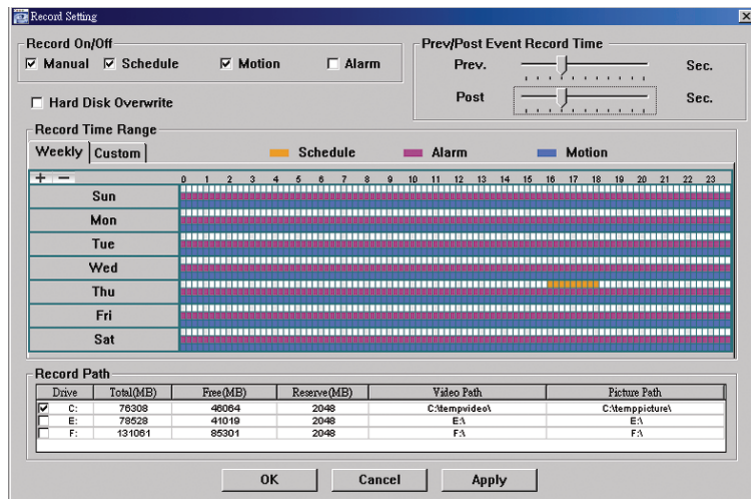 Record Setting
Record On/Off
Manual Schedule Motion Alarm
Hard Disk Overwrite
Prev/Post Event Record Time
Prev. Sec.
Post Sec.
Record Time Range
Weekly Custom
Schedule Alarm Motion
+ −
0 1 2 3 4 5 6 7 8 9 10 11 12 13 14 15 16 17 18 19 20 21 22 23
Sun
Mon
Tue
Wed
Thu
Fri
Sat
Record Path
Drive Total(MB) Free(MB) Reserve(MB) Video Path Picture Path
C: 76308 46064 2048 C:\tempvideo\ C:\temppicture\
E: 78528 41019 2048 E:\ E:\
F: 131061 85301 2048 F:\ F:\
OK Cancel Apply